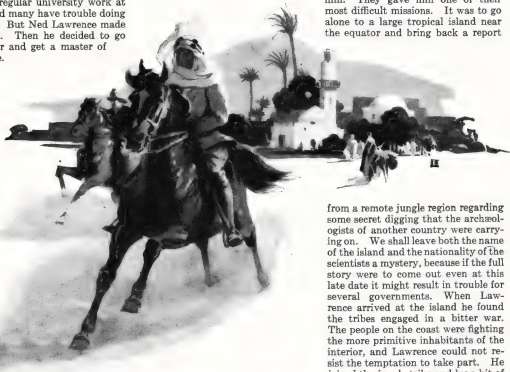 regular university work at
many have trouble doing
But Ned Lawrence made
Then he decided to go
and get a master of
him. They gave him one of their
most difficult missions. It was to go
alone to a large tropical island near
the equator and bring back a report
from a remote jungle region regarding
some secret digging that the archæol-
ogists of another country were carry-
ing on. We shall leave both the name
of the island and the nationality of the
scientists a mystery, because if the full
story were to come out even at this
late date it might result in trouble for
several governments. When Law-
rence arrived at the island he found
the tribes engaged in a bitter war.
The people on the coast were fighting
the more primitive inhabitants of the
interior, and Lawrence could not re-
sist the temptation to take part. He